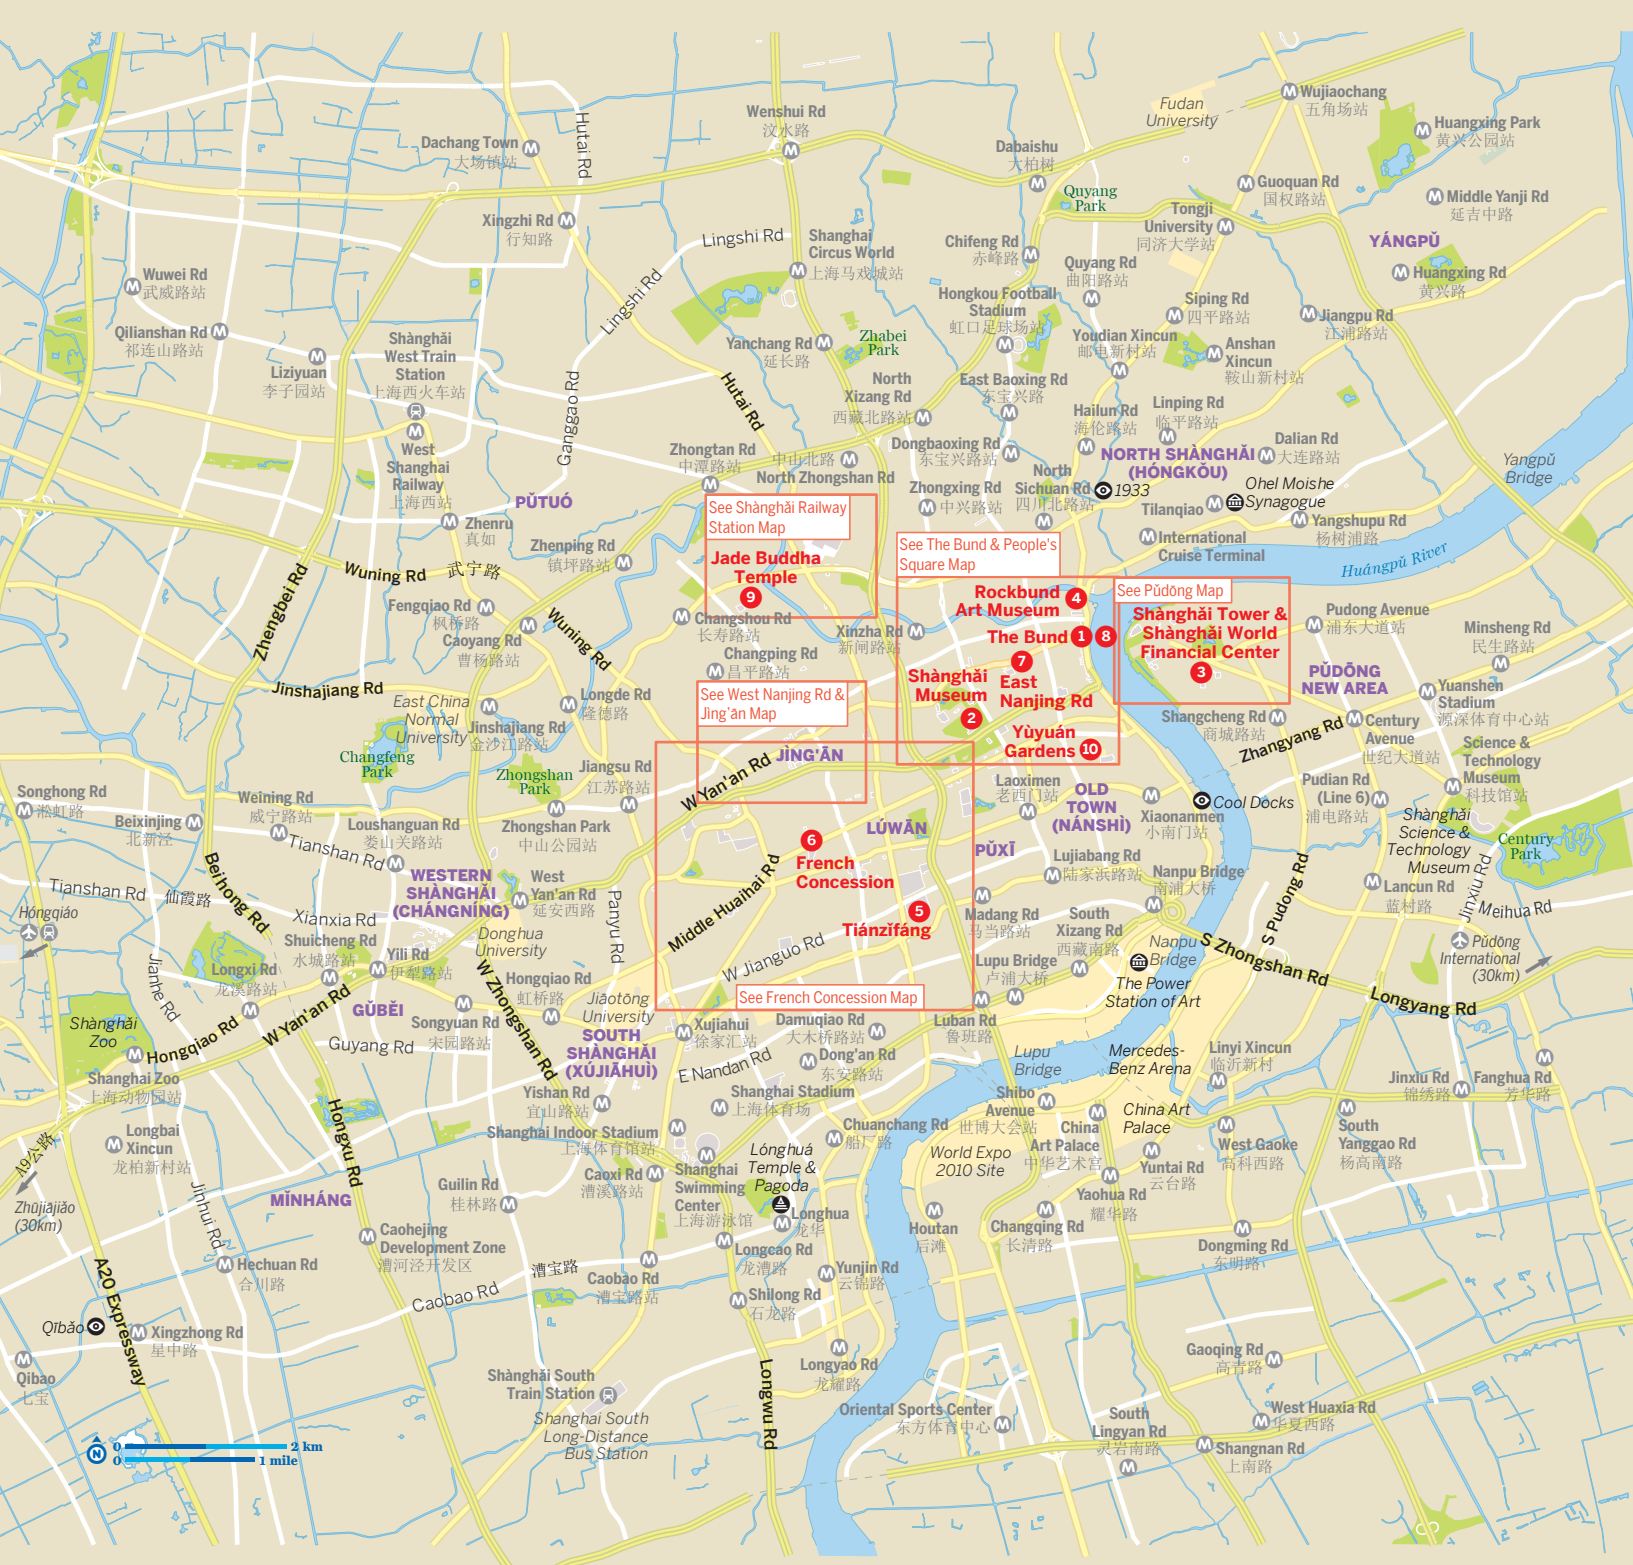 Wenshui Rd
汶水路
Fudan
University
Wujiaochang
五角场站
Huangxing Park
黄兴公园站
Dachang Town
大场镇站
Hutai Rd
Dabaishu
大柏树
Quyang
Park
Guoquan Rd
国权路站
Middle Yanji Rd
延吉中路
Xingzhi Rd
行知路
Lingshi Rd
Shanghai
Circus World
上海马戏城站
Chifeng Rd
赤峰路
Tongji
University
同济大学站
YÁNGPǓ
Wuwei Rd
武威路站
Lingshi Rd
Quyang Rd
曲阳路站
Huangxing Rd
黄兴路
Hongkou Football
Stadium
虹口足球场站
Siping Rd
四平路站
Jiangpu Rd
江浦路站
Qilianshan Rd
祁连山路站
Shànghǎi
West Train
Station
上海西火车站
Liziyuan
李子园站
Yanchang Rd
延长路
Zhabei
Park
Youdian Xincun
邮电新村站
Anshan
Xincun
鞍山新村站
Ganggao Rd
Hutai Rd
North
Xizang Rd
西藏北路站
East Baoxing Rd
东宝兴路
Hailun Rd
海伦路站
Linping Rd
临平路站
West
Shanghai
Railway
上海西站
Zhongtan Rd
中潭路站
中山北路
North Zhongshan Rd
Dongbaoxing Rd
东宝兴路站
NORTH SHÀNGHǍI
(HÓNGKǑU)
Dalian Rd
大连路站
Yangpǔ
Bridge
PǓTUÓ
Zhenru
真如
Zhongxing Rd
中兴路站
North
Sichuan Rd
四川北路站
1933
Ohel Moishe
Synagogue
Tilanqiao
Yangshupu Rd
杨树浦路
See Shànghǎi Railway
Station Map
Zhenping Rd
镇坪路站
See The Bund & People's
Square Map
International
Cruise Terminal
Huángpǔ River
Jade Buddha
Temple
9
Wuning Rd
武宁路
Zhengbei Rd
Fengqiao Rd
枫桥路
Caoyang Rd
曹杨路站
Wuning Rd
Changshou Rd
长寿路站
Xinzha Rd
新闸路站
Rockbund
Art Museum
4
The Bund
1
8
See Pǔdōng Map
Shànghǎi Tower &
Shànghǎi World
Financial Center
3
Pudong Avenue
浦东大道站
Minsheng Rd
民生路站
Changping Rd
昌平路站
7
East
Nanjing Rd
Shànghǎi
Museum
2
Yùyuán
Gardens
10
PǓDŌNG
NEW AREA
Yuanshen
Stadium
源深体育中心站
Jinshajiang Rd
East China
Normal
University
Jinshajiang Rd
金沙江路站
Longde Rd
隆德路
See West Nanjing Rd &
Jìng'ān Map
Shangcheng Rd
商城路站
Zhangyang Rd
Century
Avenue
世纪大道站
Science &
Technology
Museum
科技馆站
Changfeng
Park
Zhongshan
Park
Jiangsu Rd
江苏路站
W Yan'an Rd
JÌNG'ĀN
Laoximen
老西门站
OLD
TOWN
(NÁNSHÌ)
Xiaonanmen
小南门站
Cool Docks
Pudian Rd
(Line 6)
浦电路站
Shànghǎi
Science &
Technology
Museum
Century
Park
Songhong Rd
淞虹路
Beixinjing
北新泾
Weining Rd
威宁路站
Loushanguan Rd
娄山关路站
Zhongshan Park
中山公园站
LÚWĀN
6
French
Concession
PǓXĪ
Lujiabang Rd
陆家浜路站
Nanpu Bridge
南浦大桥
Tianshan Rd
Beihong Rd
Tianshan Rd
仙霞路
WESTERN
SHÀNGHǍI
(CHÁNGNÍNG)
West
Yan'an Rd
延安西路
Panyu Rd
Middle Huaihai Rd
5
Tiánzǐfáng
Madang Rd
马当路站
South
Xizang Rd
西藏南路
S Pudong Rd
Lancun Rd
蓝村路
Jinxiu Rd
Meihua Rd
Hóngqiáo
Xianxia Rd
Shuicheng Rd
水城路站
Yili Rd
伊犁路站
Donghua
University
Hongqiao Rd
虹桥路
W Jianguo Rd
Lupu Bridge
卢浦大桥
Nanpu
Bridge
The Power
Station of Art
S Zhongshan Rd
Pǔdōng
International
(30km)
Jianhe Rd
Longxi Rd
龙溪路站
W Yan'an Rd
GǓBĚI
W Zhongshan Rd
Jiāotōng
University
See French Concession Map
Longyang Rd
Shànghǎi
Zoo
Hongqiao Rd
Songyuan Rd
宋园路站
Guyang Rd
SOUTH
SHÀNGHǍI
(XÚJIĀHUÌ)
Xujiahui
徐家汇站
Damuqiao Rd
大木桥路站
Luban Rd
鲁班路
Dong'an Rd
东安路站
E Nandan Rd
Lupu
Bridge
Mercedes-
Benz Arena
Linyi Xincun
临沂新村
Shanghai Zoo
上海动物园站
Yishan Rd
宜山路站
Shanghai Stadium
上海体育场
Shibo
Avenue
世博大会站
China Art
Palace
Jinxiu Rd
锦绣路
Fanghua Rd
芳华路
A9公路
Longbai
Xincun
龙柏新村站
Hongxu Rd
Shanghai Indoor Stadium
上海体育馆站
Chuanchang Rd
船厂路
China
Art Palace
中华艺术宫
West Gaoke
高科西路
South
Yanggao Rd
杨高南路
Caoxi Rd
漕溪路站
Shanghai
Swimming
Center
上海游泳馆
Lónghuá
Temple &
Pagoda
World Expo
2010 Site
Yuntai Rd
云台路
Zhūjiājiǎo
(30km)
Jinhui Rd
MǏNHÁNG
Guilin Rd
桂林路
Longhua
龙华
Houtan
后滩
Changqing Rd
长清路
Yaohua Rd
耀华路
Caohejing
Development Zone
漕河泾开发区
Longcao Rd
龙漕路
Dongming Rd
东明路
Hechuan Rd
合川路
漕宝路
Caobao Rd
Caobao Rd
漕宝路站
Yunjin Rd
云锦路
Shilong Rd
石龙路
A20 Expressway
Qībǎo
Xingzhong Rd
星中路
Qibao
七宝
Shànghǎi South
Train Station
Shanghai South
Long-Distance
Bus Station
Longwu Rd
Longyao Rd
龙耀路
Gaoqing Rd
高青路
Oriental Sports Center
东方体育中心
South
Lingyan Rd
灵岩南路
West Huaxia Rd
华夏西路
Shangnan Rd
上南路
N
0
2 km
0
1 mile